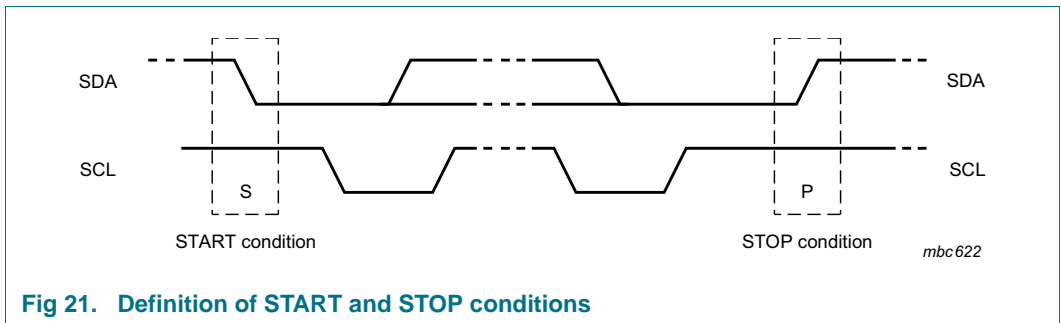 SDA SDA
SCL SCL
S P
START condition STOP condition
mbc622
Fig 21. Definition of START and STOP conditions